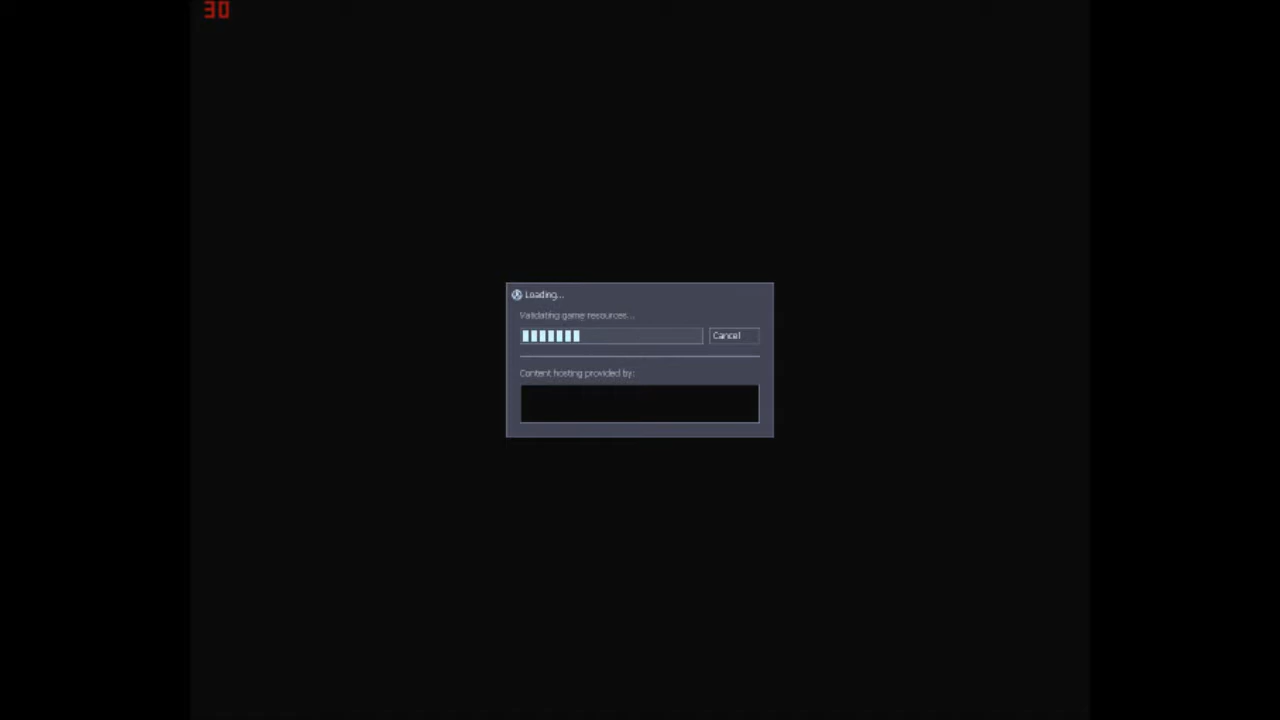 30
Loading...
Validating game resources...
Cancel
Content hosting provided by: